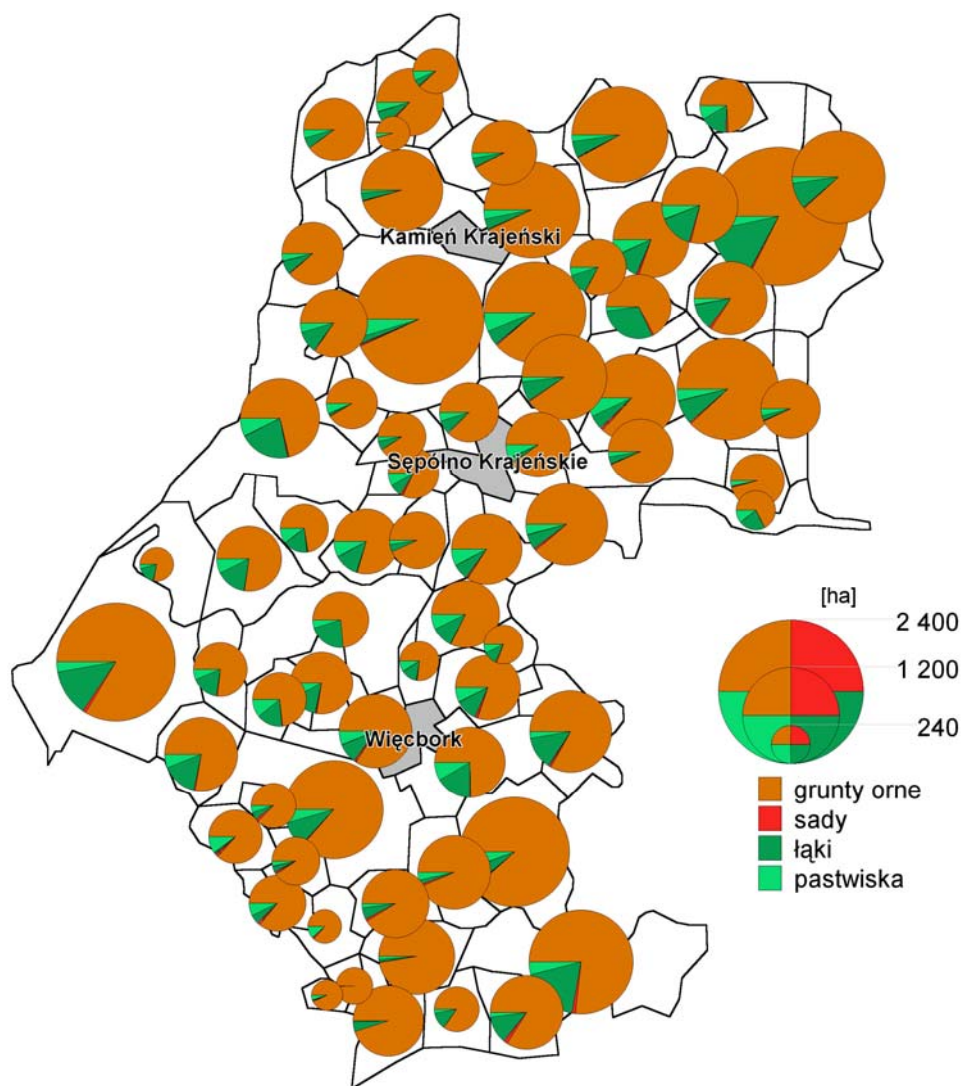 Kamień Krajeński
Sępólno Krajeńskie
Więcbork
[ha]
2 400
1 200
240
grunty orne
sady
łąki
pastwiska